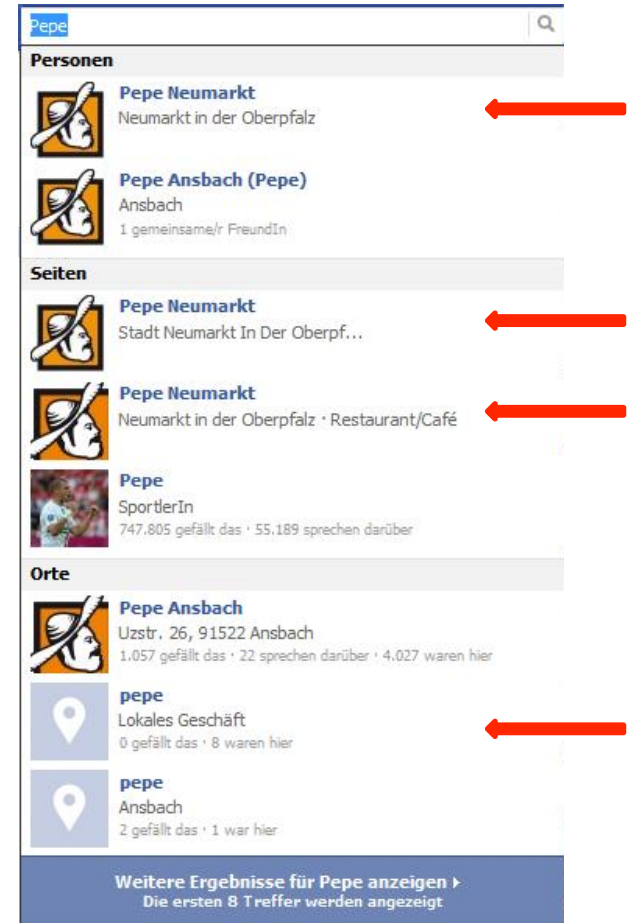 Pepe
Personen
Pepe Neumarkt
Neumarkt in der Oberpfalz
Pepe Ansbach (Pepe)
Ansbach
1 gemeinsame/r FreundIn
Seiten
Pepe Neumarkt
Stadt Neumarkt In Der Oberpf...
Pepe Neumarkt
Neumarkt in der Oberpfalz · Restaurant/Café
Pepe
SportlerIn
747.805 gefällt das · 55.189 sprechen darüber
Orte
Pepe Ansbach
Uzstr. 26, 91522 Ansbach
1.057 gefällt das · 22 sprechen darüber · 4.027 waren hier
pepe
Lokales Geschäft
0 gefällt das · 8 waren hier
pepe
Ansbach
2 gefällt das · 1 war hier
Weitere Ergebnisse für Pepe anzeigen
Die ersten 8 Treffer werden angezeigt